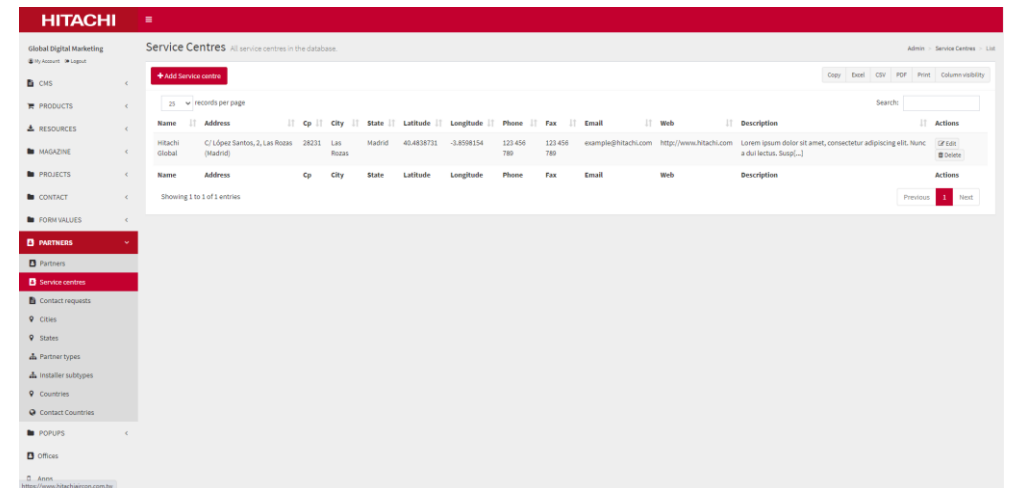 HITACHI
Global Digital Marketing
My Account Logout
CMS
PRODUCTS
RESOURCES
MAGAZINE
PROJECTS
CONTACT
FORM VALUES
PARTNERS
Partners
Service centres
Contact requests
Cities
States
Partner types
Installer subtypes
Countries
Contact Countries
POPUPS
Offices
Apps
Service Centres All service centres in the database.
Admin Service Centres List
Add Service centre
Copy Excel CSV PDF Print Column visibility
25 records per page
Search:
Name Address Cp City State Latitude Longitude Phone Fax Email Web Description Actions
Hitachi C/ López Santos, 2, Las Rozas 28231 Las Madrid 40.4838731 -3.8598154 123 456 123 456 example@hitachi.com http://www.hitachi.com Lorem ipsum dolor sit amet, consectetur adipiscing elit. Nunc Edit
Global (Madrid) Rozas 789 789 a dui lectus. Susp[...] Delete
Name Address Cp City State Latitude Longitude Phone Fax Email Web Description Actions
Showing 1 to 1 of 1 entries
Previous 1 Next